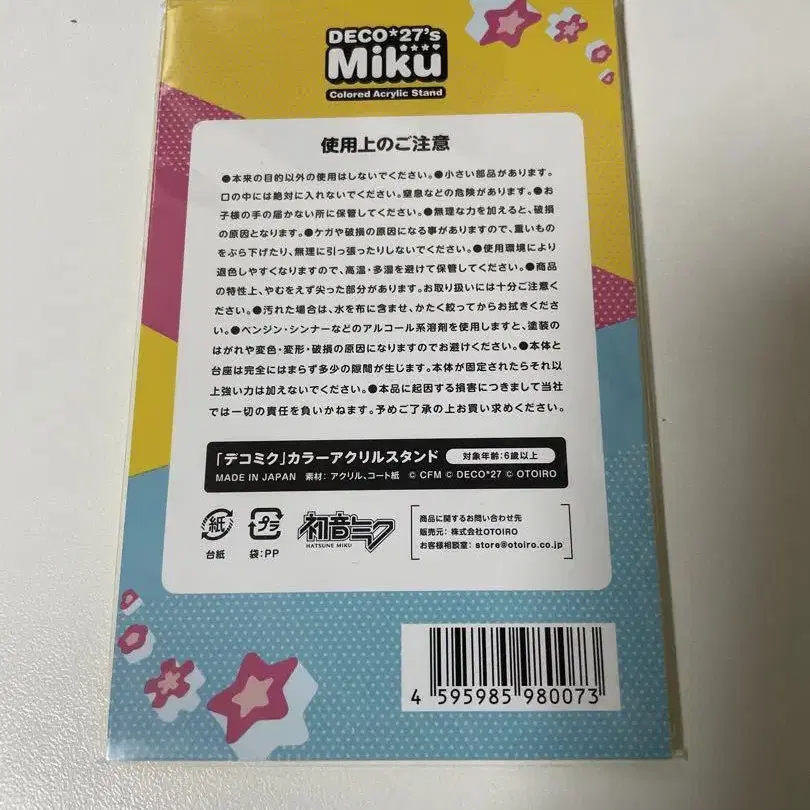 DECO*27's
Miku
Colored Acrylic Stand
使用上のご注意
●本来の目的以外の使用はしないでください。●小さい部品があります。
口の中には絶対に入れないでください。窒息などの危険があります。●お
子様の手の届かない所に保管してください。●無理な力を加えると、破損
の原因となります。●ケガや破損の原因になる事がありますので、重いもの
をぶら下げたり、無理に引っ張ったりしないでください。●使用環境により
退色しやすくなりますので、高温・多湿を避けて保管してください。●商品
の特性上、やむをえず尖った部分があります。お取り扱いには十分ご注意く
ださい。●汚れた場合は、水を布に含ませ、かたく絞ってからお拭きくださ
い。●ベンジン・シンナーなどのアルコール系溶剤を使用しますと、塗装の
はがれや変色・変形・破損の原因になりますのでお避けください。●本体と
台座は完全にはまらず多少の隙間が生じます。本体が固定されたらそれ以
上強い力は加えないでください。●本品に起因する損害につきまして当社
では一切の責任を負いかねます。予めご了承の上お買い求めください。
「デコミク」カラーアクリルスタンド 対象年齢:6歳以上
MADE IN JAPAN 素材: アクリル、コート紙 © CFM © DECO*27 © OTOIRO
紙
台紙
プラ
袋:PP
初音ミク
HATSUNE MIKU
商品に関するお問い合わせ先
販売元: 株式会社OTOIRO
お客様相談室: store@otoiro.co.jp
4 595985 980073